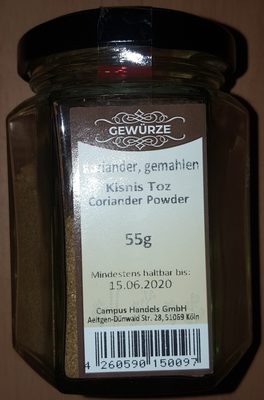 GEWÜRZE
Koriander, gemahlen
Kisnis Toz
Coriander Powder
55g
Mindestens haltbar bis:
15.06.2020
Campus Handels GmbH
Aeltgen-Dünwald Str. 28, 51069 Köln
4 260590 150097